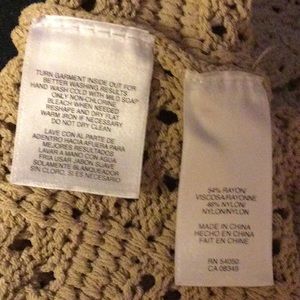 TURN GARMENT INSIDE OUT FOR
BETTER WASHING RESULTS
HAND WASH COLD WITH MILD SOAP
ONLY NON-CHLORINE
BLEACH WHEN NEEDED
RESHAPE AND DRY FLAT
WARM IRON IF NECESSARY
DO NOT DRY CLEAN
LAVE CON AL PARTE DE
ADENTRO HACIA AFUERA PARA
MEJORES RESULTADOS
LAVAR A MANO CON AGUA
FRIA USAR JABON SUAVE
SOLAMENTE BLANQUEADOR
SIN CLORO, SI ES NECESARIO
54% RAYON
VISCOSA/RAYONNE
46% NYLON/
NYLON/NYLON
MADE IN CHINA
HECHO EN CHINA
FAIT EN CHINE
RN 54050
CA 08345